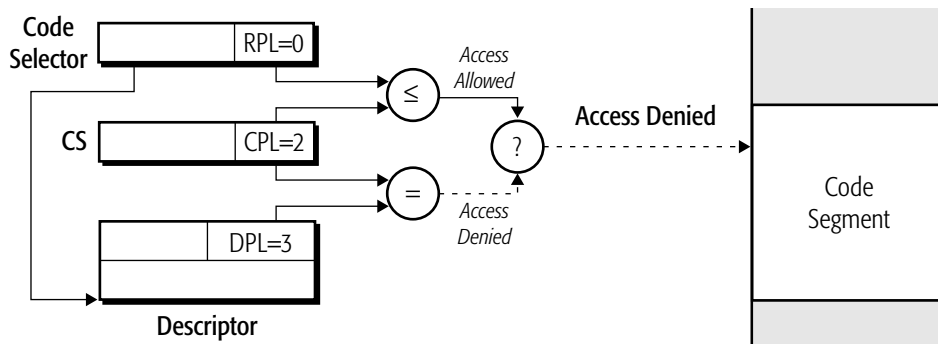 Code
Selector
RPL=0
Access
Allowed
≤
CS
CPL=2
?
Access Denied
=
Access
Denied
DPL=3
Descriptor
Code
Segment